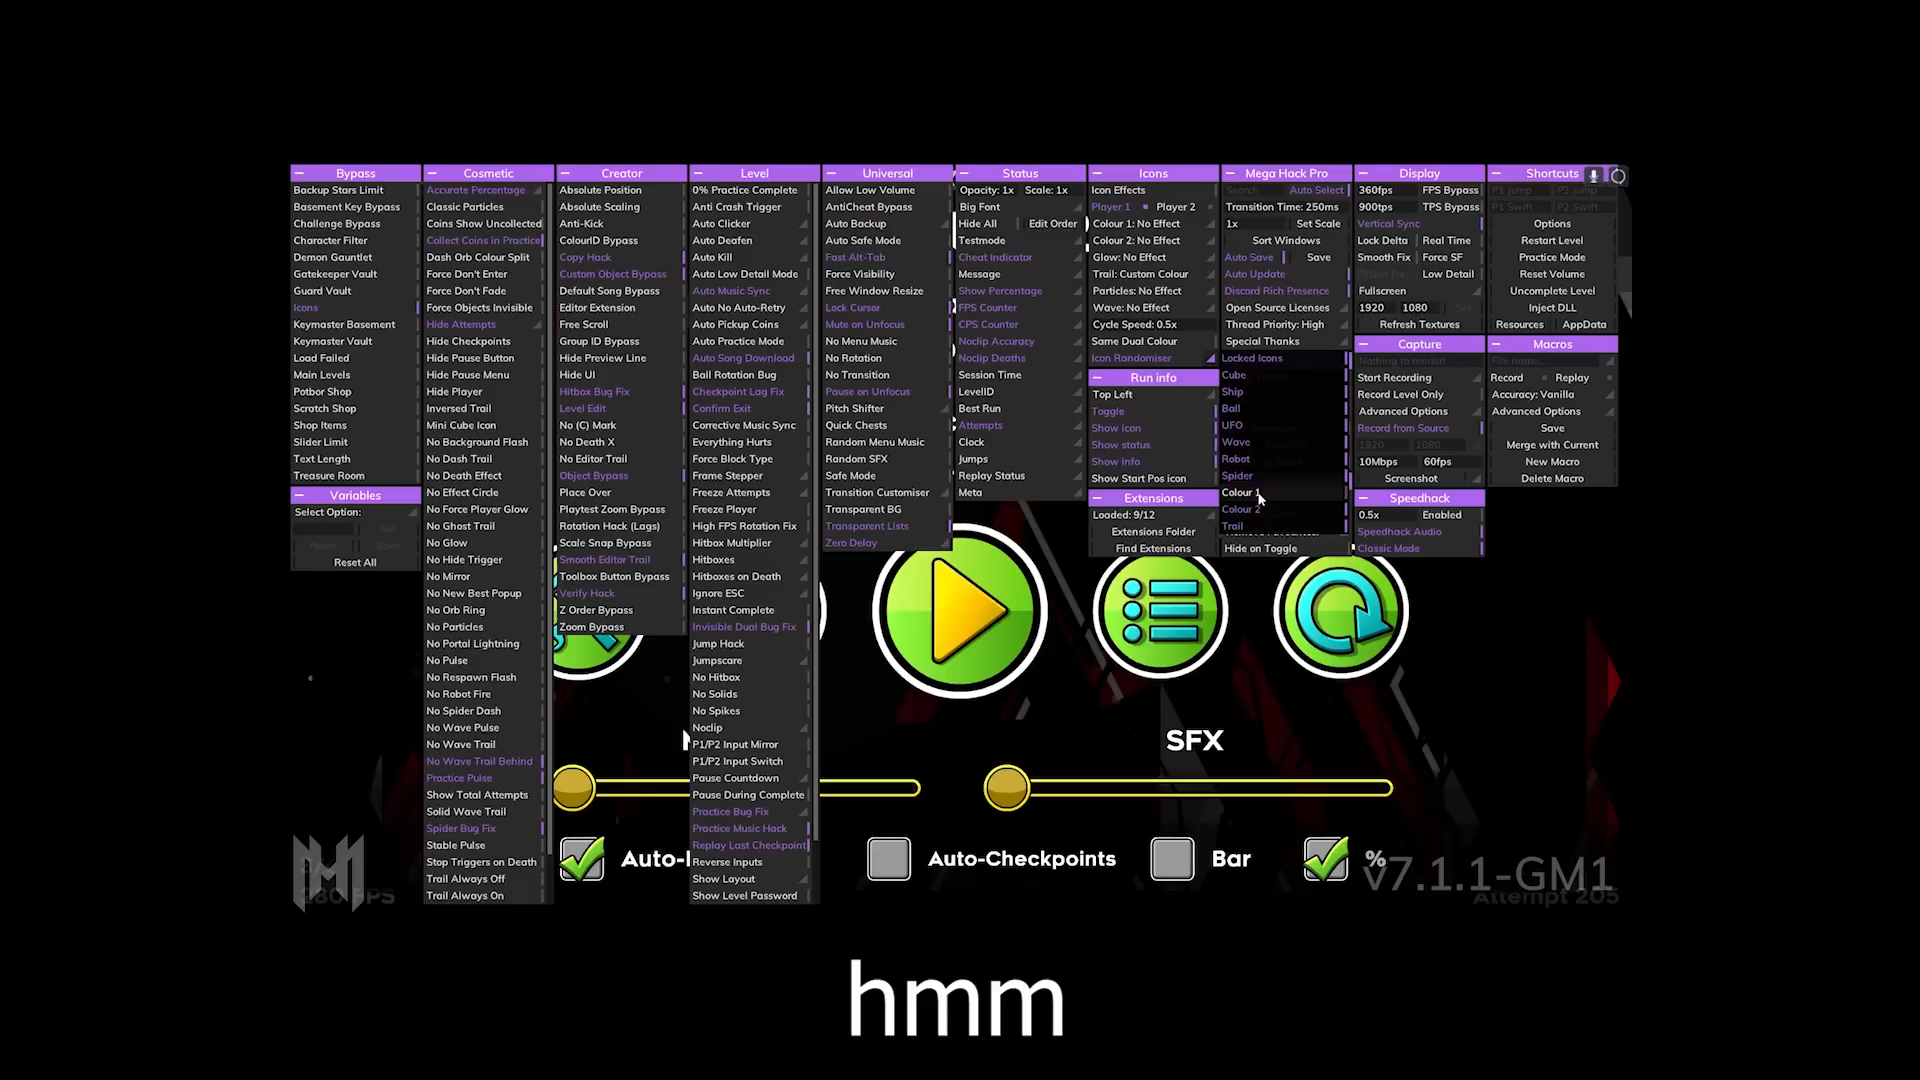 Bypass
Backup Stars Limit
Basement Key Bypass
Challenge Bypass
Character Filter
Demon Gauntlet
Gatekeeper Vault
Guard Vault
Icons
Keymaster Basement
Keymaster Vault
Load Failed
Main Levels
Potbor Shop
Scratch Shop
Shop Items
Slider Limit
Text Length
Treasure Room
Variables
Select Option:
Set
Reset Save
Reset All
Cosmetic
Accurate Percentage
Classic Particles
Coins Show Uncollected
Collect Coins in Practice
Dash Orb Colour Split
Force Don't Enter
Force Don't Fade
Force Objects Invisible
Hide Attempts
Hide Checkpoints
Hide Pause Button
Hide Pause Menu
Hide Player
Inversed Trail
Mini Cube Icon
No Background Flash
No Dash Trail
No Death Effect
No Effect Circle
No Force Player Glow
No Ghost Trail
No Glow
No Hide Trigger
No Mirror
No New Best Popup
No Orb Ring
No Particles
No Portal Lightning
No Pulse
No Respawn Flash
No Robot Fire
No Spider Dash
No Wave Pulse
No Wave Trail
No Wave Trail Behind
Practice Pulse
Show Total Attempts
Solid Wave Trail
Spider Bug Fix
Stable Pulse
Stop Triggers on Death
Trail Always Off
Trail Always On
Creator
Absolute Position
Absolute Scaling
Anti-Kick
ColourID Bypass
Copy Hack
Custom Object Bypass
Default Song Bypass
Editor Extension
Free Scroll
Group ID Bypass
Hide Preview Line
Hide UI
Hitbox Bug Fix
Level Edit
No (C) Mark
No Death X
No Editor Trail
Object Bypass
Place Over
Playtest Zoom Bypass
Rotation Hack (Lags)
Scale Snap Bypass
Smooth Editor Trail
Toolbox Button Bypass
Verify Hack
Z Order Bypass
Zoom Bypass
Level
0% Practice Complete
Anti Crash Trigger
Auto Clicker
Auto Deafen
Auto Kill
Auto Low Detail Mode
Auto Music Sync
Auto No Auto-Retry
Auto Pickup Coins
Auto Practice Mode
Auto Song Download
Ball Rotation Bug
Checkpoint Lag Fix
Confirm Exit
Corrective Music Sync
Everything Hurts
Force Block Type
Frame Stepper
Freeze Attempts
Freeze Player
High FPS Rotation Fix
Hitbox Multiplier
Hitboxes
Hitboxes on Death
Ignore ESC
Instant Complete
Invisible Dual Bug Fix
Jump Hack
Jumpscare
No Hitbox
No Solids
No Spikes
Noclip
P1/P2 Input Mirror
P1/P2 Input Switch
Pause Countdown
Pause During Complete
Practice Bug Fix
Practice Music Hack
Replay Last Checkpoint
Reverse Inputs
Show Layout
Show Level Password
Universal
Allow Low Volume
AntiCheat Bypass
Auto Backup
Auto Safe Mode
Fast Alt-Tab
Force Visibility
Free Window Resize
Lock Cursor
Mute on Unfocus
No Menu Music
No Rotation
No Transition
Pause on Unfocus
Pitch Shifter
Quick Chests
Random Menu Music
Random SFX
Safe Mode
Transition Customiser
Transparent BG
Transparent Lists
Zero Delay
Status
Opacity: 1x Scale: 1x
Big Font
Hide All Edit Order
Testmode
Cheat Indicator
Message
Show Percentage
FPS Counter
CPS Counter
Noclip Accuracy
Noclip Deaths
Session Time
LevelID
Best Run
Attempts
Clock
Jumps
Replay Status
Meta
Icons
Icon Effects
Player 1 Player 2
Colour 1: No Effect
Colour 2: No Effect
Glow: No Effect
Trail: Custom Colour
Particles: No Effect
Wave: No Effect
Cycle Speed: 0.5x
Same Dual Colour
Icon Randomiser
Run info
Top Left
Toggle
Show icon
Show status
Show info
Show Start Pos icon
Extensions
Loaded: 9/12
Extensions Folder
Find Extensions
Mega Hack Pro
Search Auto Select
Transition Time: 250ms
1x Set Scale
Sort Windows
Auto Save Save
Auto Update
Discord Rich Presence
Open Source Licenses
Thread Priority: High
Special Thanks
Locked Icons
Cube
Ship
Ball
UFO
Wave
Robot
Spider
Colour 1
Colour 2
Trail
Hide on Toggle
Display
360fps FPS Bypass
900tps TPS Bypass
Vertical Sync
Lock Delta Real Time
Smooth Fix Force SF
Low Detail
Fullscreen
1920 1080 Set
Refresh Textures
Capture
Nothing to render
Start Recording
Record Level Only
Advanced Options
Record from Source
1920 1080
10Mbps 60fps
Screenshot
Speedhack
0.5x Enabled
Speedhack Audio
Classic Mode
Shortcuts
P1 Jump P2 Jump
P1 Swift P2 Swift
Options
Restart Level
Practice Mode
Reset Volume
Uncomplete Level
Inject DLL
Resources AppData
Macros
File name...
Record Replay
Accuracy: Vanilla
Advanced Options
Save
Merge with Current
New Macro
Delete Macro
SFX
Auto-
Auto-Checkpoints
Bar
%
v7.1.1-GM1
280 FPS
Attempt 205
hmm